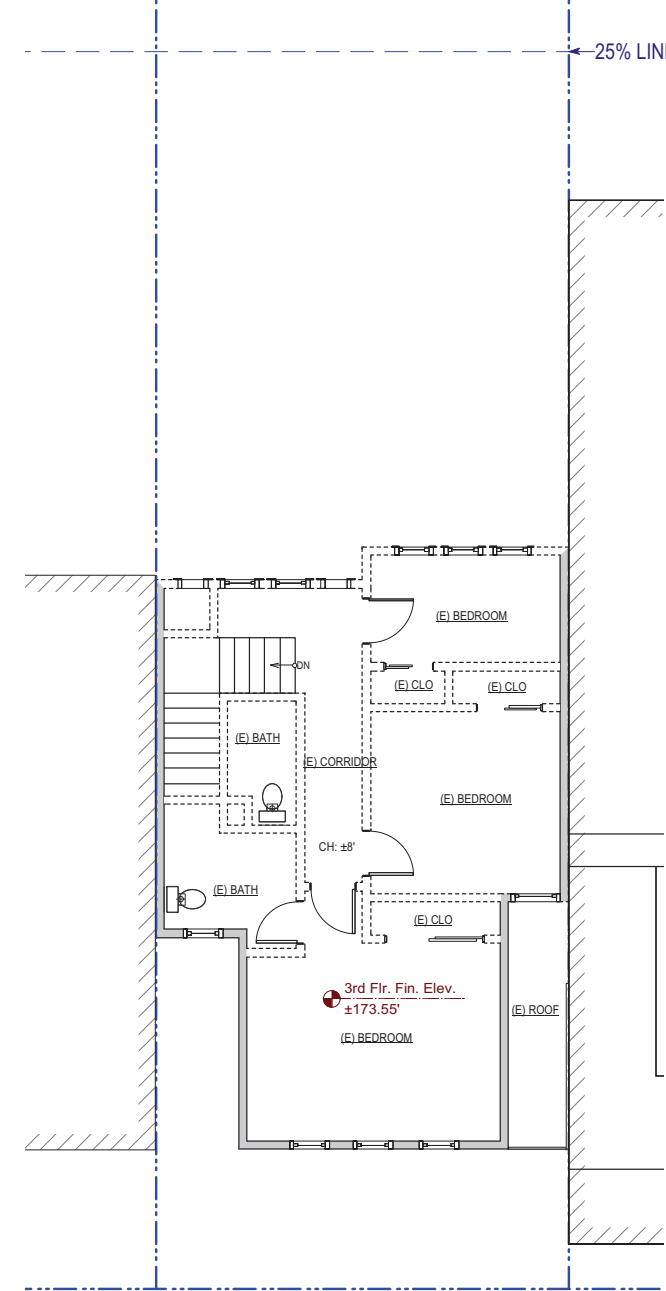 25% LIN
(E) BEDROOM
DN
(E) CLO
(E) CLO
(E) BATH
(E) CORRIDOR
(E) BEDROOM
CH: ±8'
(E) BATH
(E) CLO
3rd Flr. Fin. Elev.
±173.55'
(E) ROOF
(E) BEDROOM